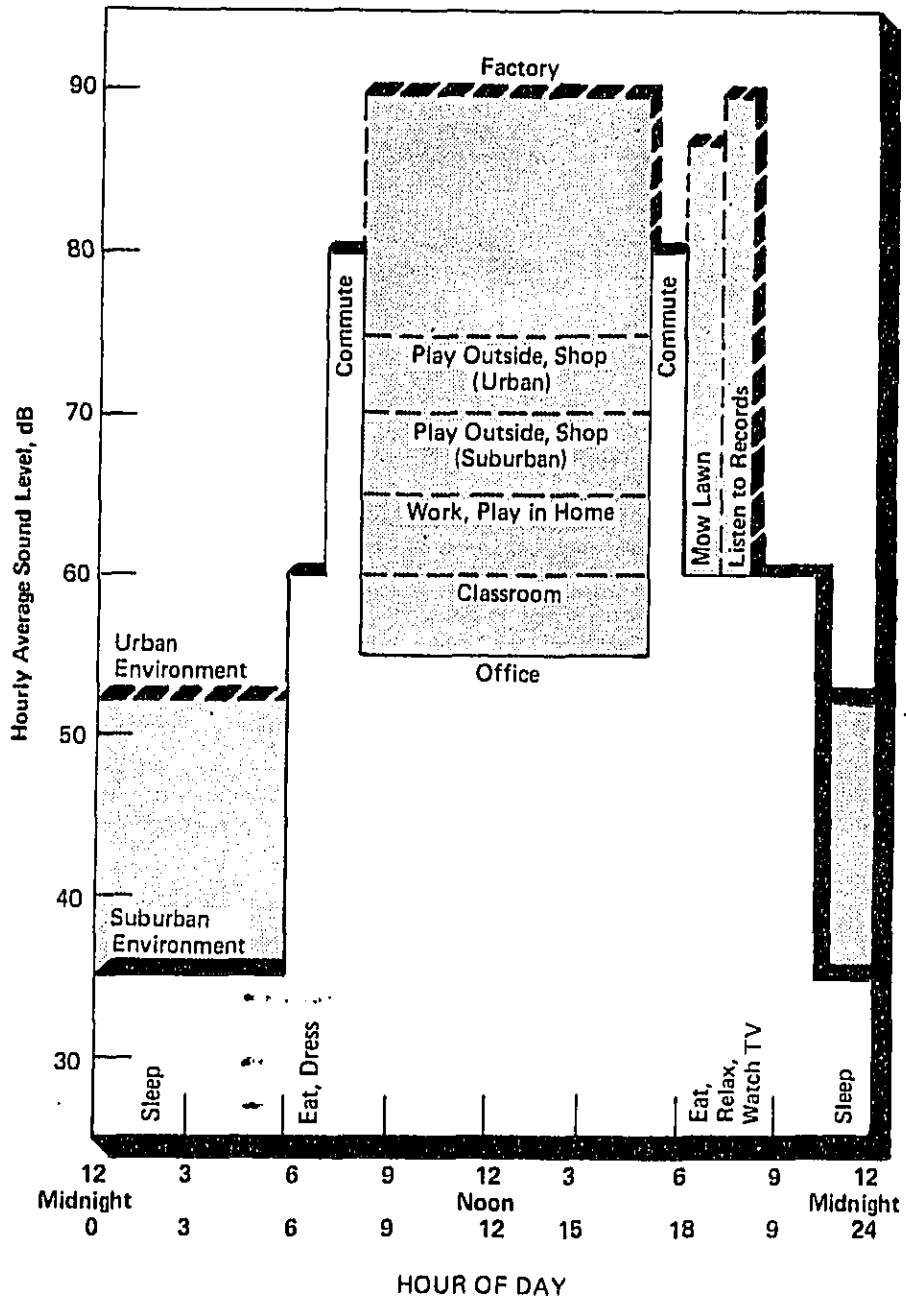 90
80
70
60
50
40
30
Hourly Average Sound Level, dB
Factory
Commute
Play Outside, Shop
(Urban)
Play Outside, Shop
(Suburban)
Work, Play in Home
Classroom
Office
Commute
Mow Lawn
Listen to Records
Urban
Environment
Suburban
Environment
Sleep
Eat, Dress
Eat,
Relax,
Watch TV
Sleep
12 3 6 9 12 3 6 9 12
Midnight Noon Midnight
0 3 6 9 12 15 18 9 24
HOUR OF DAY